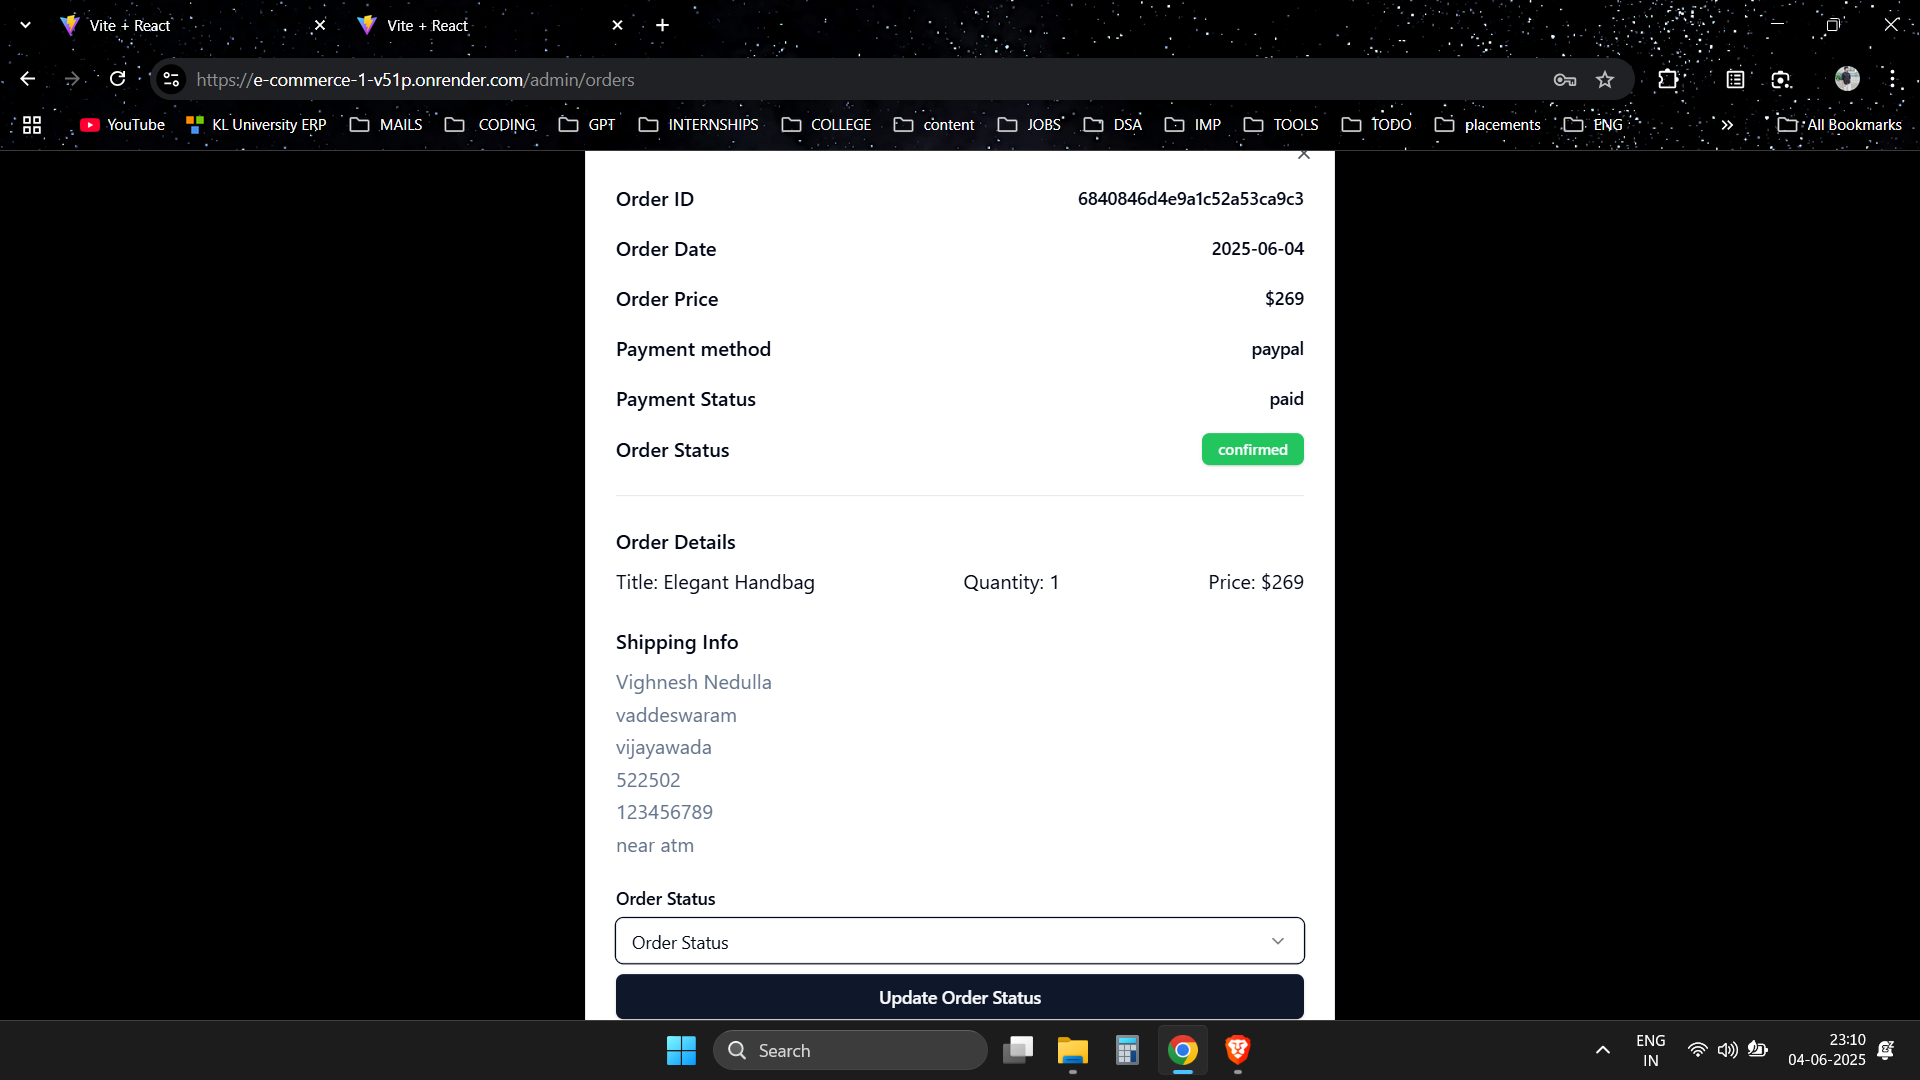 Vite + React
Vite + React
https://e-commerce-1-v51p.onrender.com/admin/orders
YouTube KL University ERP MAILS CODING GPT INTERNSHIPS COLLEGE content JOBS DSA IMP TOOLS TODO placements ENG All Bookmarks
Order ID 6840846d4e9a1c52a53ca9c3
Order Date 2025-06-04
Order Price $269
Payment method paypal
Payment Status paid
Order Status confirmed
Order Details
Title: Elegant Handbag Quantity: 1 Price: $269
Shipping Info
Vighnesh Nedulla
vaddeswaram
vijayawada
522502
123456789
near atm
Order Status
Order Status
Update Order Status
Search
ENG
IN
23:10
04-06-2025